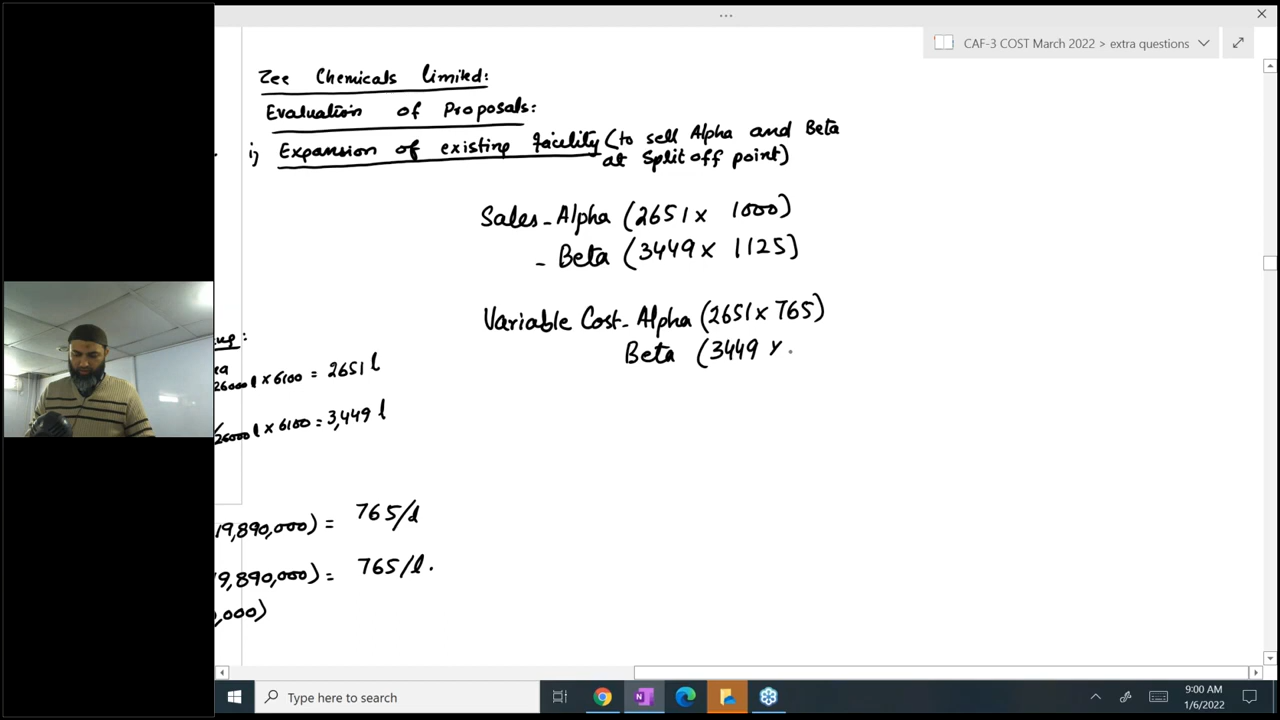 CAF-3 COST March 2022 > extra questions
Zee Chemicals Limited:
Evaluation of Proposals:
i, Expansion of existing facility (to sell Alpha and Beta
at Split off point)
Sales - Alpha (2651 x 1000)
- Beta (3449 x 1125)
Variable Cost - Alpha (2651 x 765)
Beta (3449 x
26000 l x 6100 = 2651 l
26000 l x 6100 = 3,449 l
19,890,000) = 765/l
9,890,000) = 765/l.
,000)
Type here to search
9:00 AM
1/6/2022